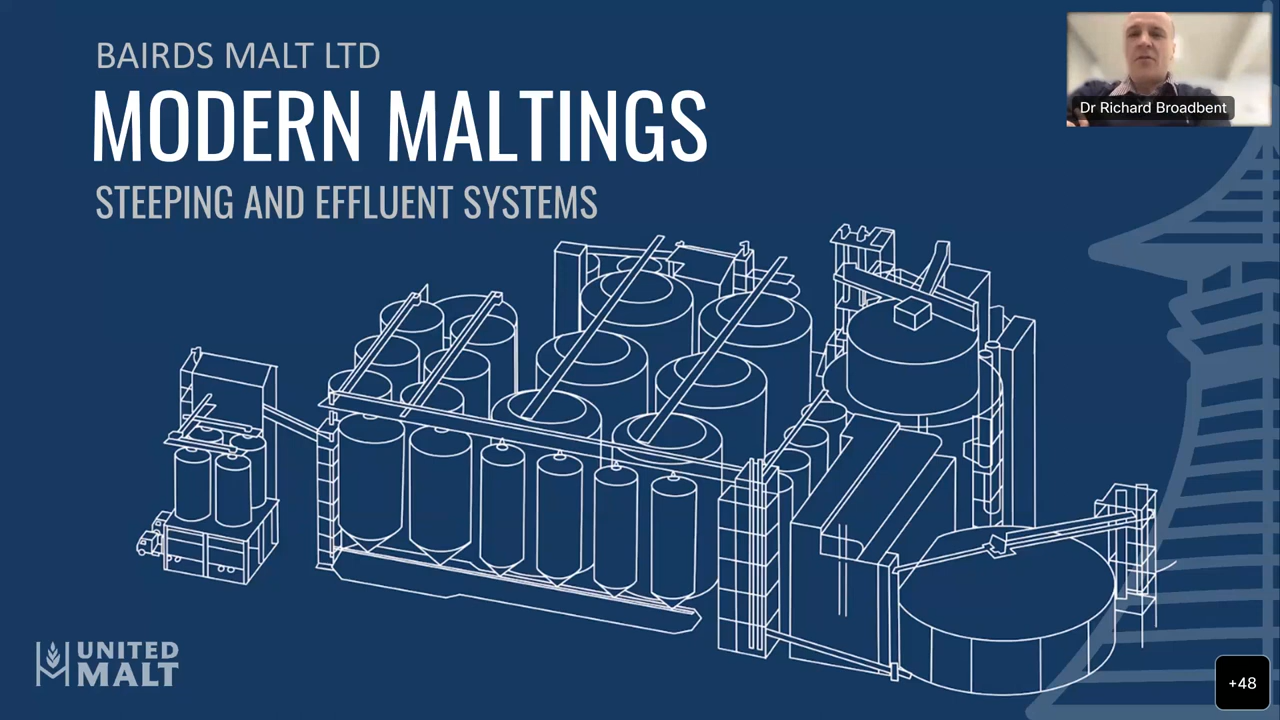 BAIRDS MALT LTD
MODERN MALTINGS
STEEPING AND EFFLUENT SYSTEMS
Dr Richard Broadbent
UNITED
MALT
+48